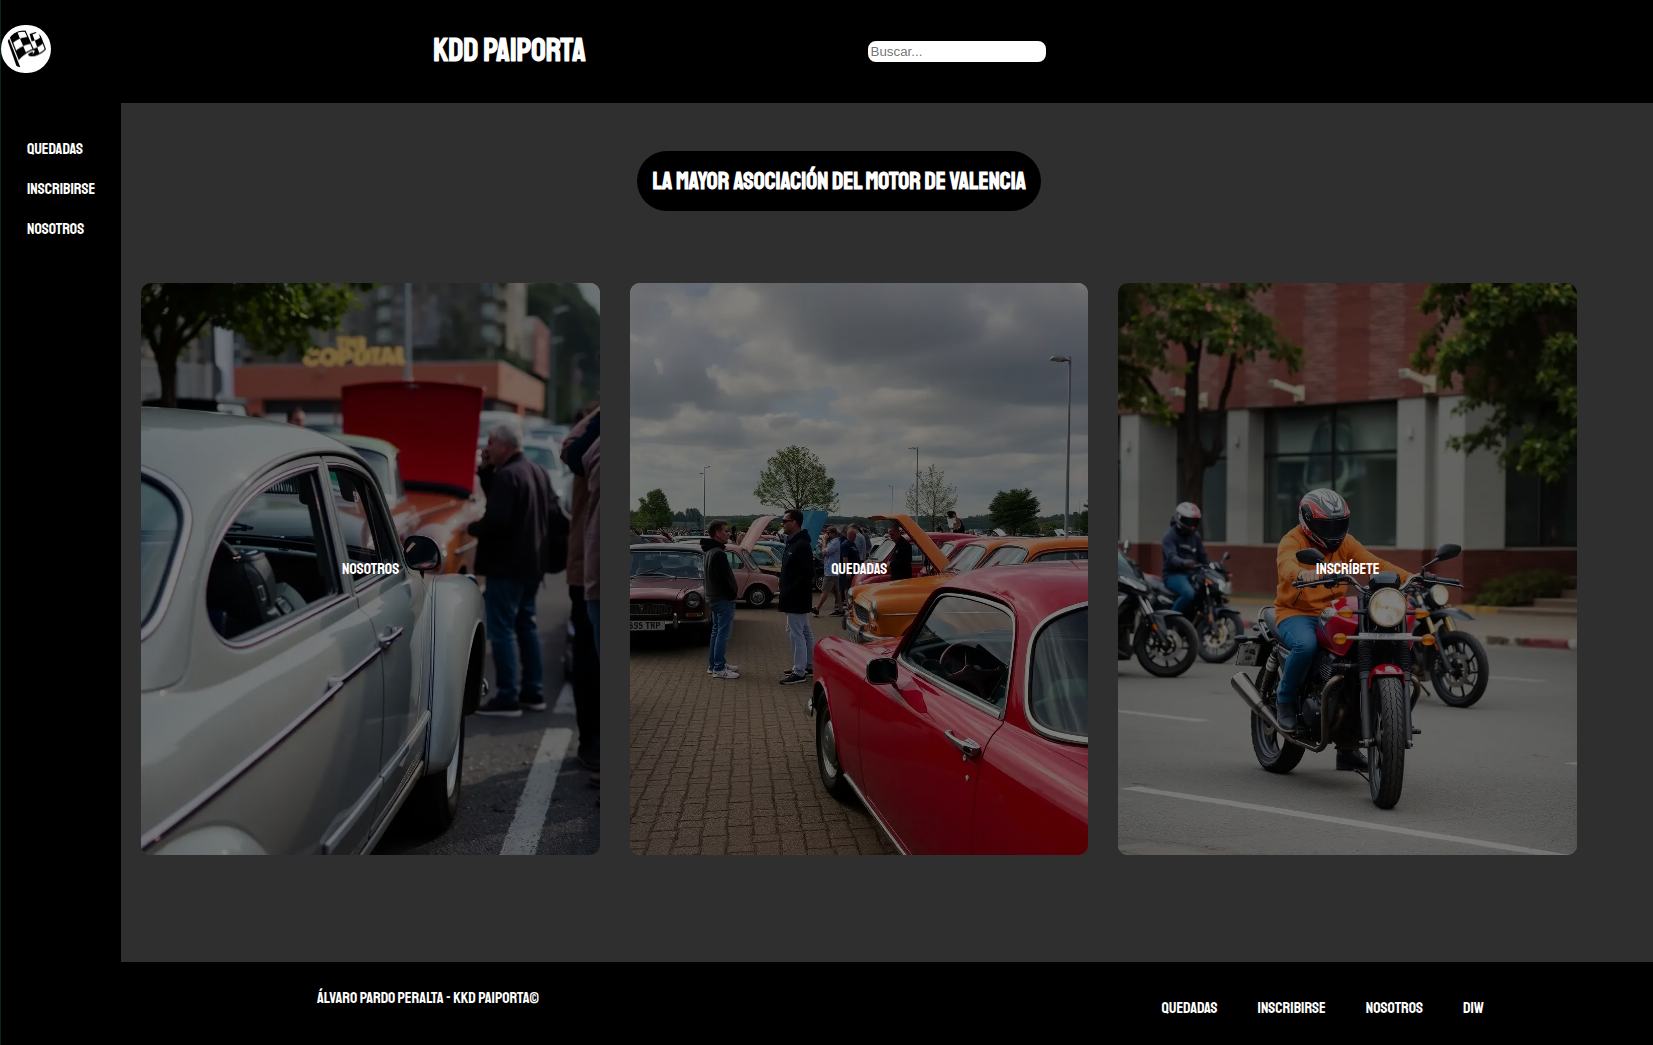 KDD PAIPORTA
Buscar...
QUEDADAS
INSCRIBIRSE
NOSOTROS
LA MAYOR ASOCIACIÓN DEL MOTOR DE VALENCIA
NOSOTROS
QUEDADAS
INSCRÍBETE
ÁLVARO PARDO PERALTA - KKD PAIPORTA©
QUEDADAS INSCRIBIRSE NOSOTROS DIW